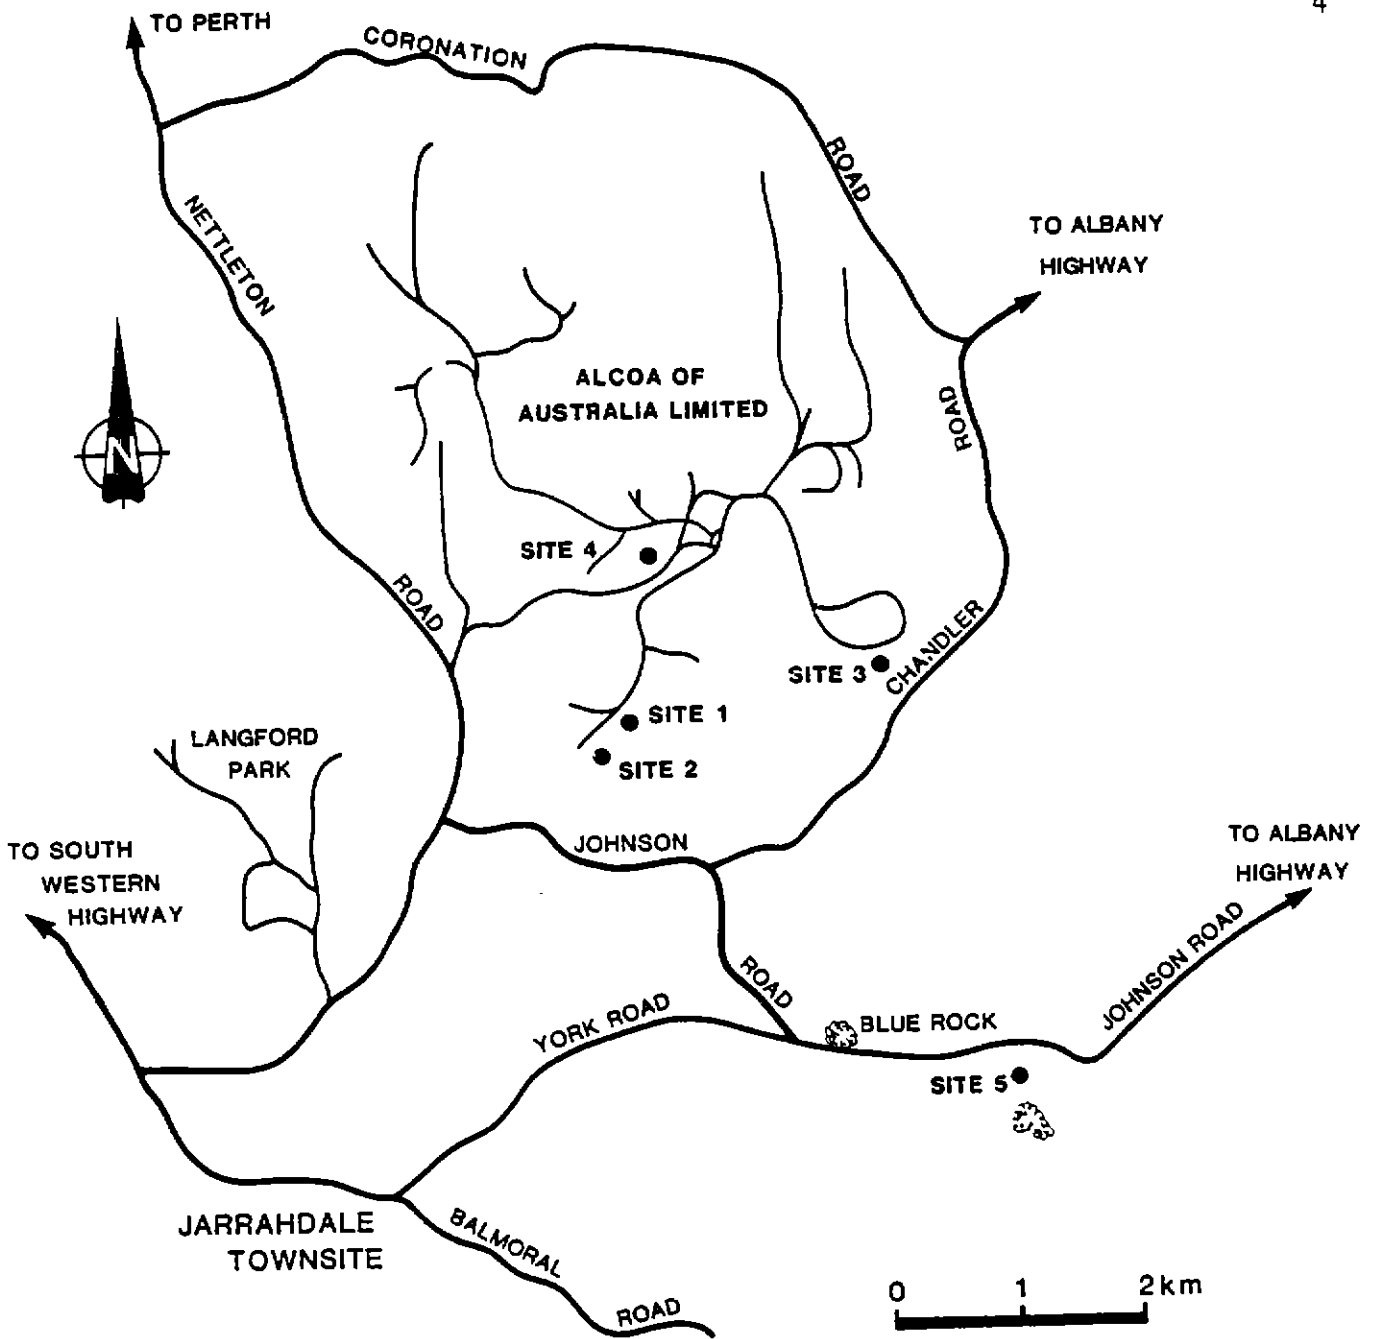 4
TO PERTH
CORONATION
ROAD
NETTLETON
TO ALBANY
HIGHWAY
ALCOA OF
AUSTRALIA LIMITED
ROAD
N
SITE 4
ROAD
CHANDLER
SITE 3
SITE 1
SITE 2
LANGFORD
PARK
JOHNSON
TO SOUTH
WESTERN
HIGHWAY
TO ALBANY
HIGHWAY
JOHNSON ROAD
ROAD
YORK ROAD
BLUE ROCK
SITE 5
JARRAHDALE
TOWNSITE
BALMORAL
ROAD
0 1 2km